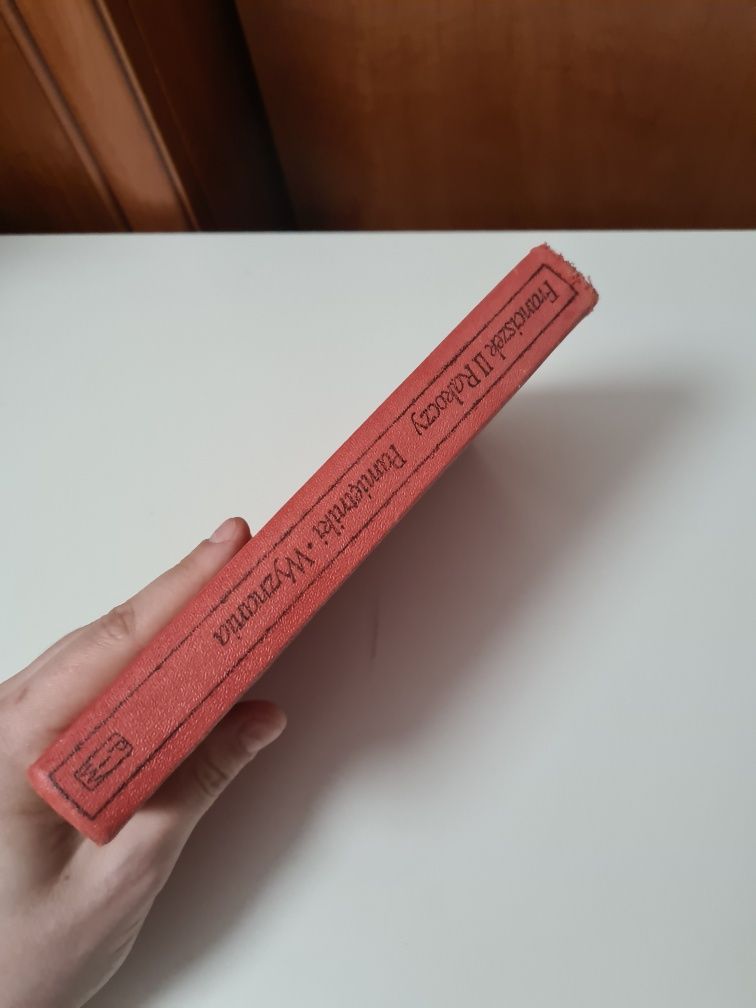 Franciszek II Rakoczy
Pamiętniki • Wyznania
PIW